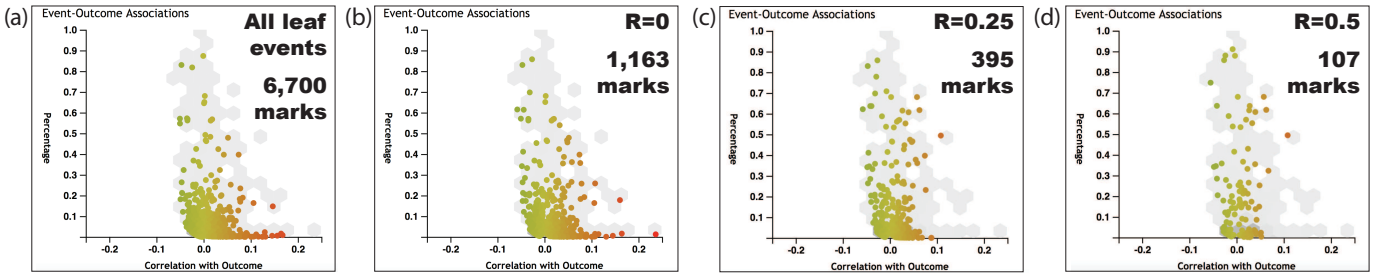 (a)
Event-Outcome Associations
All leaf
events
6,700
marks
1.0
0.9
0.8
0.7
0.6
0.5
0.4
0.3
0.2
0.1
Percentage
-0.2
-0.1
0.0
0.1
0.2
Correlation with Outcome
(b)
Event-Outcome Associations
R=0
1,163
marks
1.0
0.9
0.8
0.7
0.6
0.5
0.4
0.3
0.2
0.1
Percentage
-0.2
-0.1
0.0
0.1
0.2
Correlation with Outcome
(c)
Event-Outcome Associations
R=0.25
395
marks
1.0
0.9
0.8
0.7
0.6
0.5
0.4
0.3
0.2
0.1
Percentage
-0.2
-0.1
0.0
0.1
0.2
Correlation with Outcome
(d)
Event-Outcome Associations
R=0.5
107
marks
1.0
0.9
0.8
0.7
0.6
0.5
0.4
0.3
0.2
0.1
Percentage
-0.2
-0.1
0.0
0.1
0.2
Correlation with Outcome